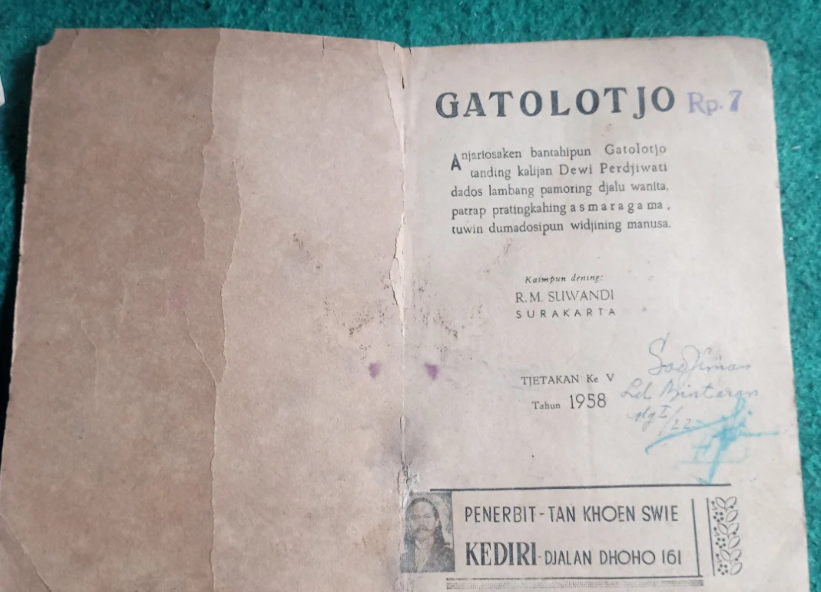 GATOLOTJO Rp. 7
Anjariosaken bantahipun Gatolotjo
tanding kalijan Dewi Perdjiwati
dados lambang pamoring djalu wanita,
patrap pratingkahing asmaragama,
tuwin dumadosipun widjining manusa.
Kaimpun dening:
R.M. SUWANDI
SURAKARTA
TJETAKAN Ke V
Tahun 1958
Bintaran
PENERBIT-TAN KHOEN SWIE
KEDIRI-DJALAN DHOHO 161